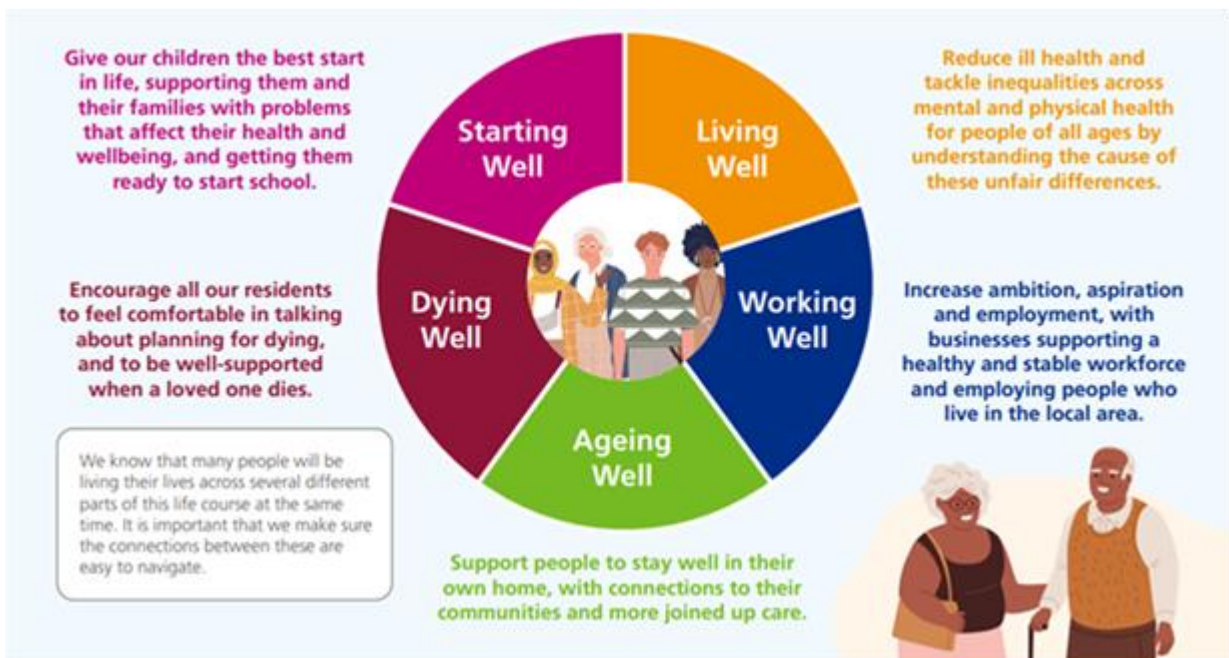 Give our children the best start
in life, supporting them and
their families with problems
that affect their health and
wellbeing, and getting them
ready to start school.
Starting
Well
Living
Well
Reduce ill health and
tackle inequalities across
mental and physical health
for people of all ages by
understanding the cause of
these unfair differences.
Encourage all our residents
to feel comfortable in talking
about planning for dying,
and to be well-supported
when a loved one dies.
Dying
Well
Working
Well
Increase ambition, aspiration
and employment, with
businesses supporting a
healthy and stable workforce
and employing people who
live in the local area.
Ageing
Well
We know that many people will be
living their lives across several different
parts of this life course at the same
time. It is important that we make sure
the connections between these are
easy to navigate.
Support people to stay well in their
own home, with connections to their
communities and more joined up care.